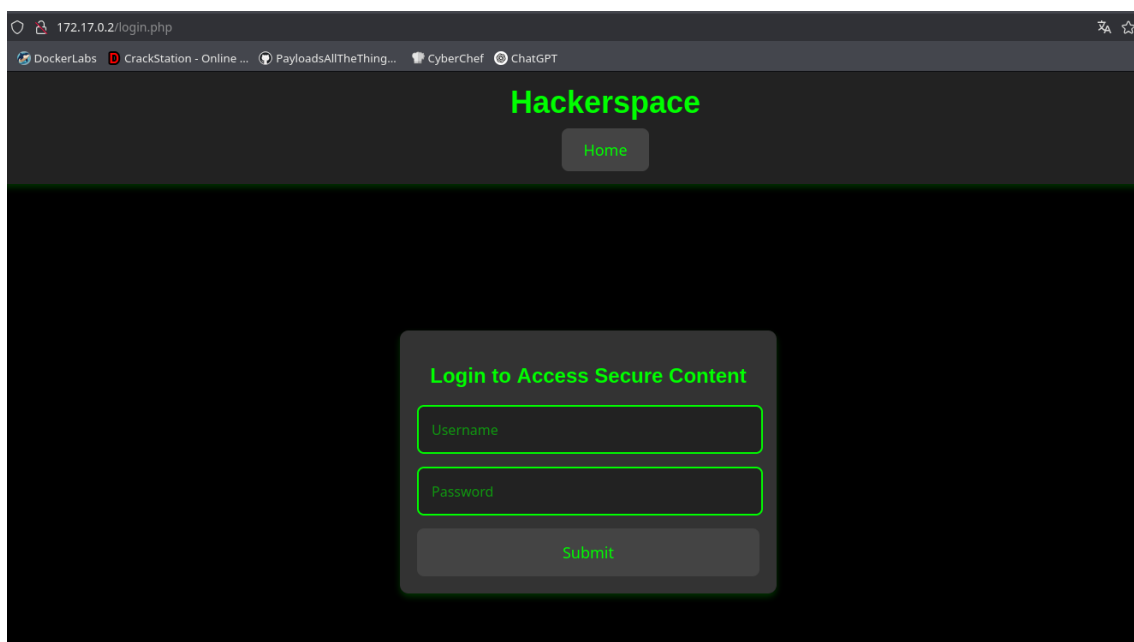 172.17.0.2/login.php
DockerLabs CrackStation - Online ... PayloadsAllTheThing... CyberChef ChatGPT
Hackerspace
Home
Login to Access Secure Content
Username
Password
Submit